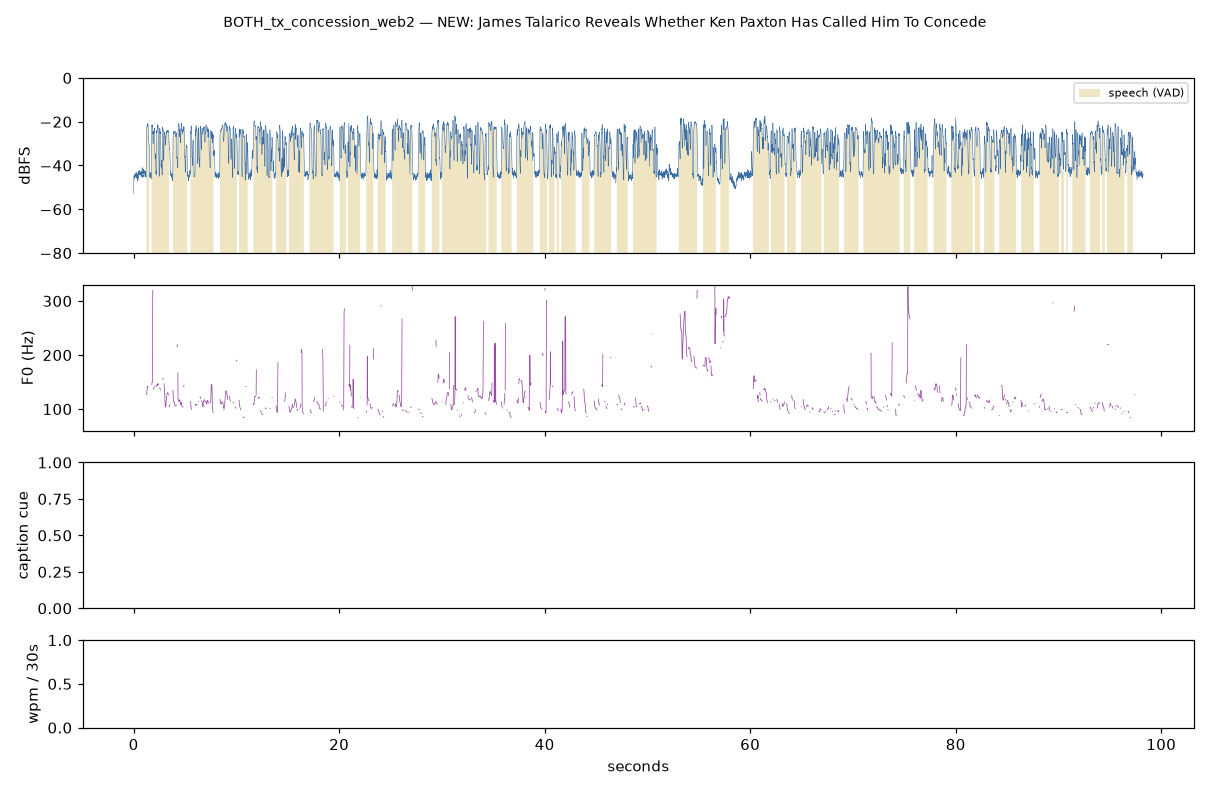 BOTH_tx_concession_web2 — NEW: James Talarico Reveals Whether Ken Paxton Has Called Him To Concede
0
−20
−40
−60
−80
dBFS
speech (VAD)
300
200
100
F0 (Hz)
1.00
0.75
0.50
0.25
0.00
caption cue
1.0
0.5
0.0
wpm / 30s
0 20 40 60 80 100
seconds